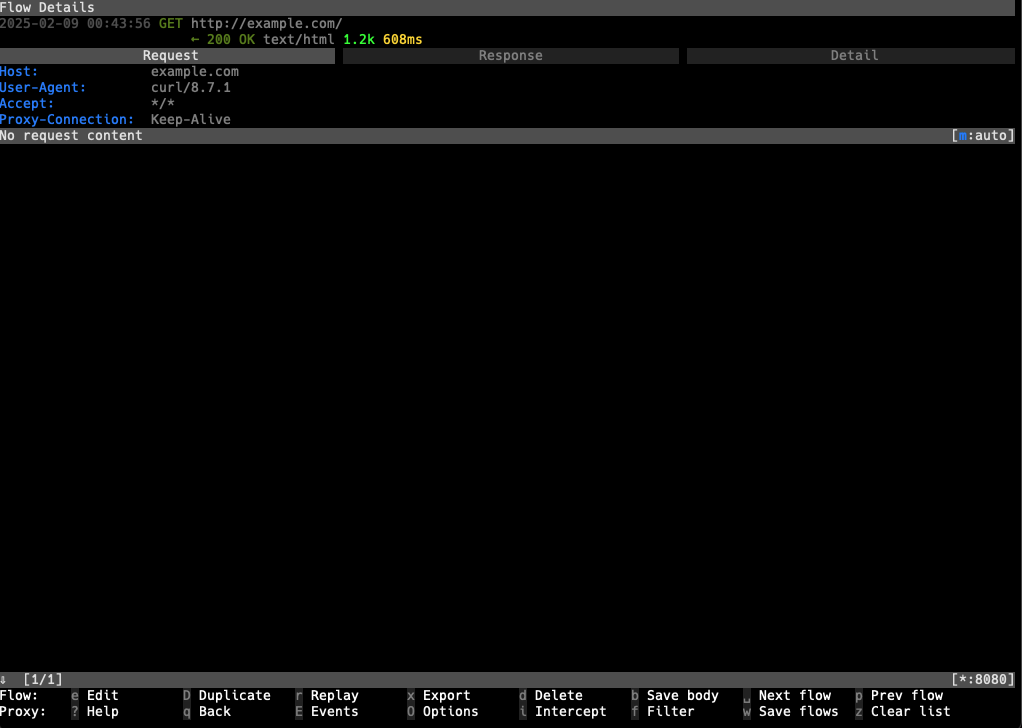 Flow Details
2025-02-09 00:43:56 GET http://example.com/
← 200 OK text/html 1.2k 608ms
Request Response Detail
Host: example.com
User-Agent: curl/8.7.1
Accept: */*
Proxy-Connection: Keep-Alive
No request content [m:auto]
⇓ [1/1] [*:8080]
Flow: e Edit D Duplicate r Replay x Export d Delete b Save body ␣ Next flow p Prev flow
Proxy: ? Help q Back E Events O Options i Intercept f Filter w Save flows z Clear list